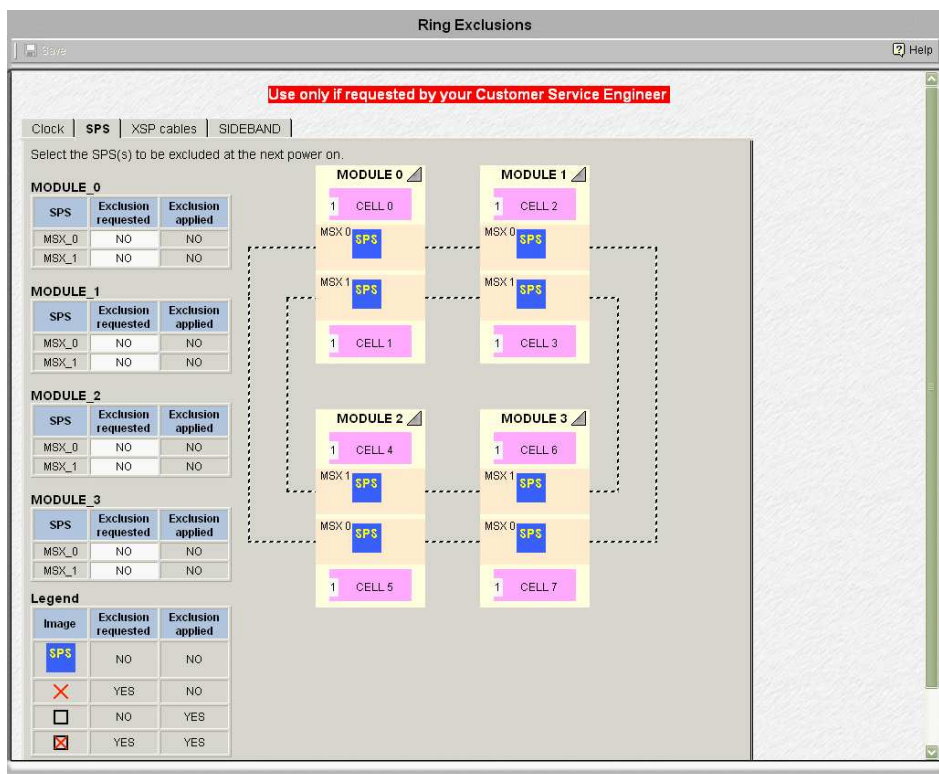 Ring Exclusions
Save
Help
Use only if requested by your Customer Service Engineer
Clock SPS XSP cables SIDEBAND
Select the SPS(s) to be excluded at the next power on.
MODULE_0
SPS Exclusion requested Exclusion applied
MSX_0 NO NO
MSX_1 NO NO
MODULE_1
SPS Exclusion requested Exclusion applied
MSX_0 NO NO
MSX_1 NO NO
MODULE_2
SPS Exclusion requested Exclusion applied
MSX_0 NO NO
MSX_1 NO NO
MODULE_3
SPS Exclusion requested Exclusion applied
MSX_0 NO NO
MSX_1 NO NO
Legend
Image Exclusion requested Exclusion applied
SPS NO NO
YES NO
NO YES
YES YES
MODULE 0
1 CELL 0
MSX 0 SPS
MSX 1 SPS
1 CELL 1
MODULE 1
1 CELL 2
MSX 0 SPS
MSX 1 SPS
1 CELL 3
MODULE 2
1 CELL 4
MSX 1 SPS
MSX 0 SPS
1 CELL 5
MODULE 3
1 CELL 6
MSX 1 SPS
MSX 0 SPS
1 CELL 7